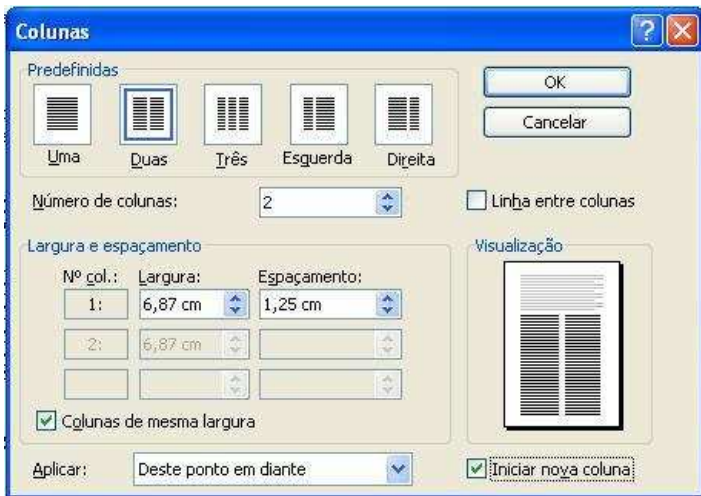 Colunas
Predefinidas
Uma
Duas
Três
Esquerda
Direita
OK
Cancelar
Número de colunas:
2
Linha entre colunas
Largura e espaçamento
Nº col.: Largura: Espaçamento:
1: 6,87 cm 1,25 cm
2: 6,87 cm
Colunas de mesma largura
Visualização
Aplicar: Deste ponto em diante
Iniciar nova coluna